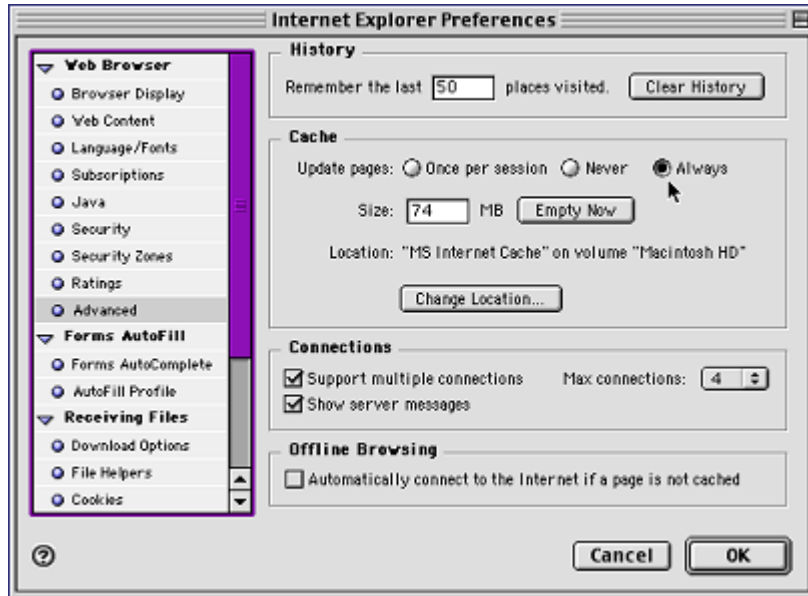 Internet Explorer Preferences
Web Browser
Browser Display
Web Content
Language/Fonts
Subscriptions
Java
Security
Security Zones
Ratings
Advanced
Forms AutoFill
Forms AutoComplete
AutoFill Profile
Receiving Files
Download Options
File Helpers
Cookies
History
Remember the last 50 places visited. Clear History
Cache
Update pages: Once per session Never Always
Size: 74 MB Empty Now
Location: "MS Internet Cache" on volume "Macintosh HD"
Change Location...
Connections
Support multiple connections Max connections: 4
Show server messages
Offline Browsing
Automatically connect to the Internet if a page is not cached
?
Cancel OK